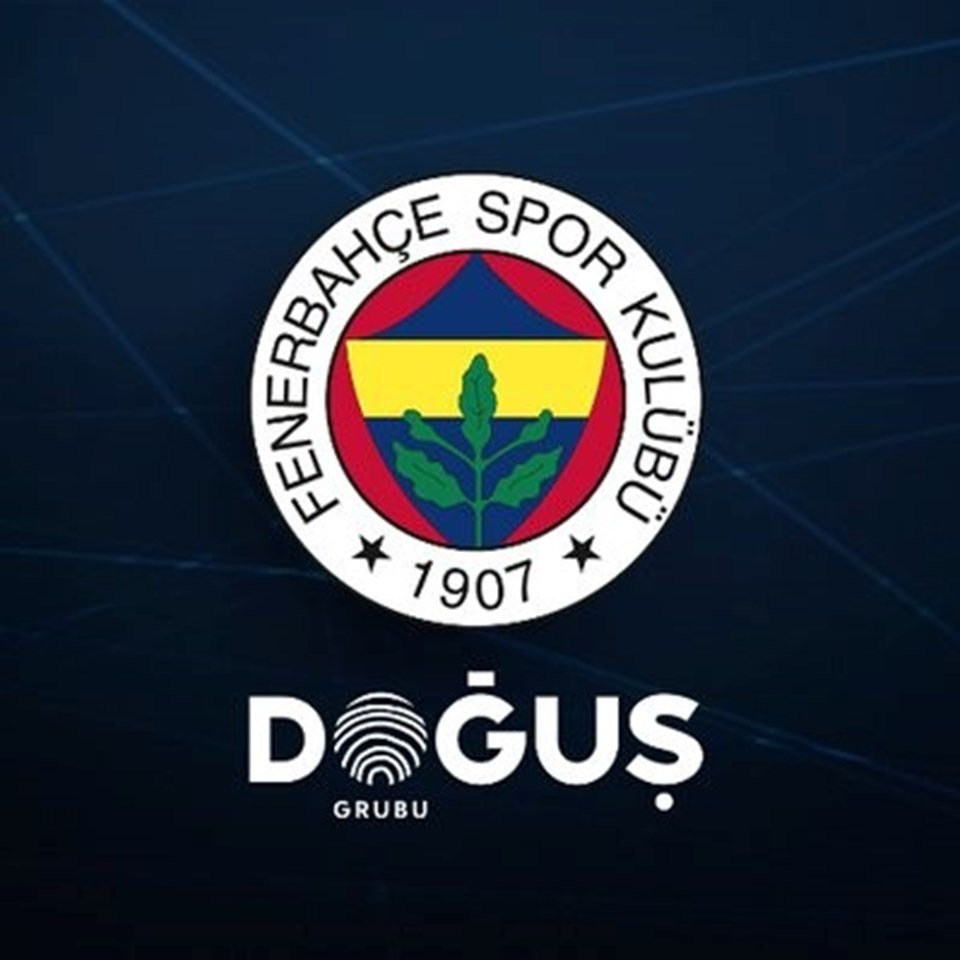 FENERBAHÇE SPOR KULÜBÜ
1907
DOĞUŞ
GRUBU